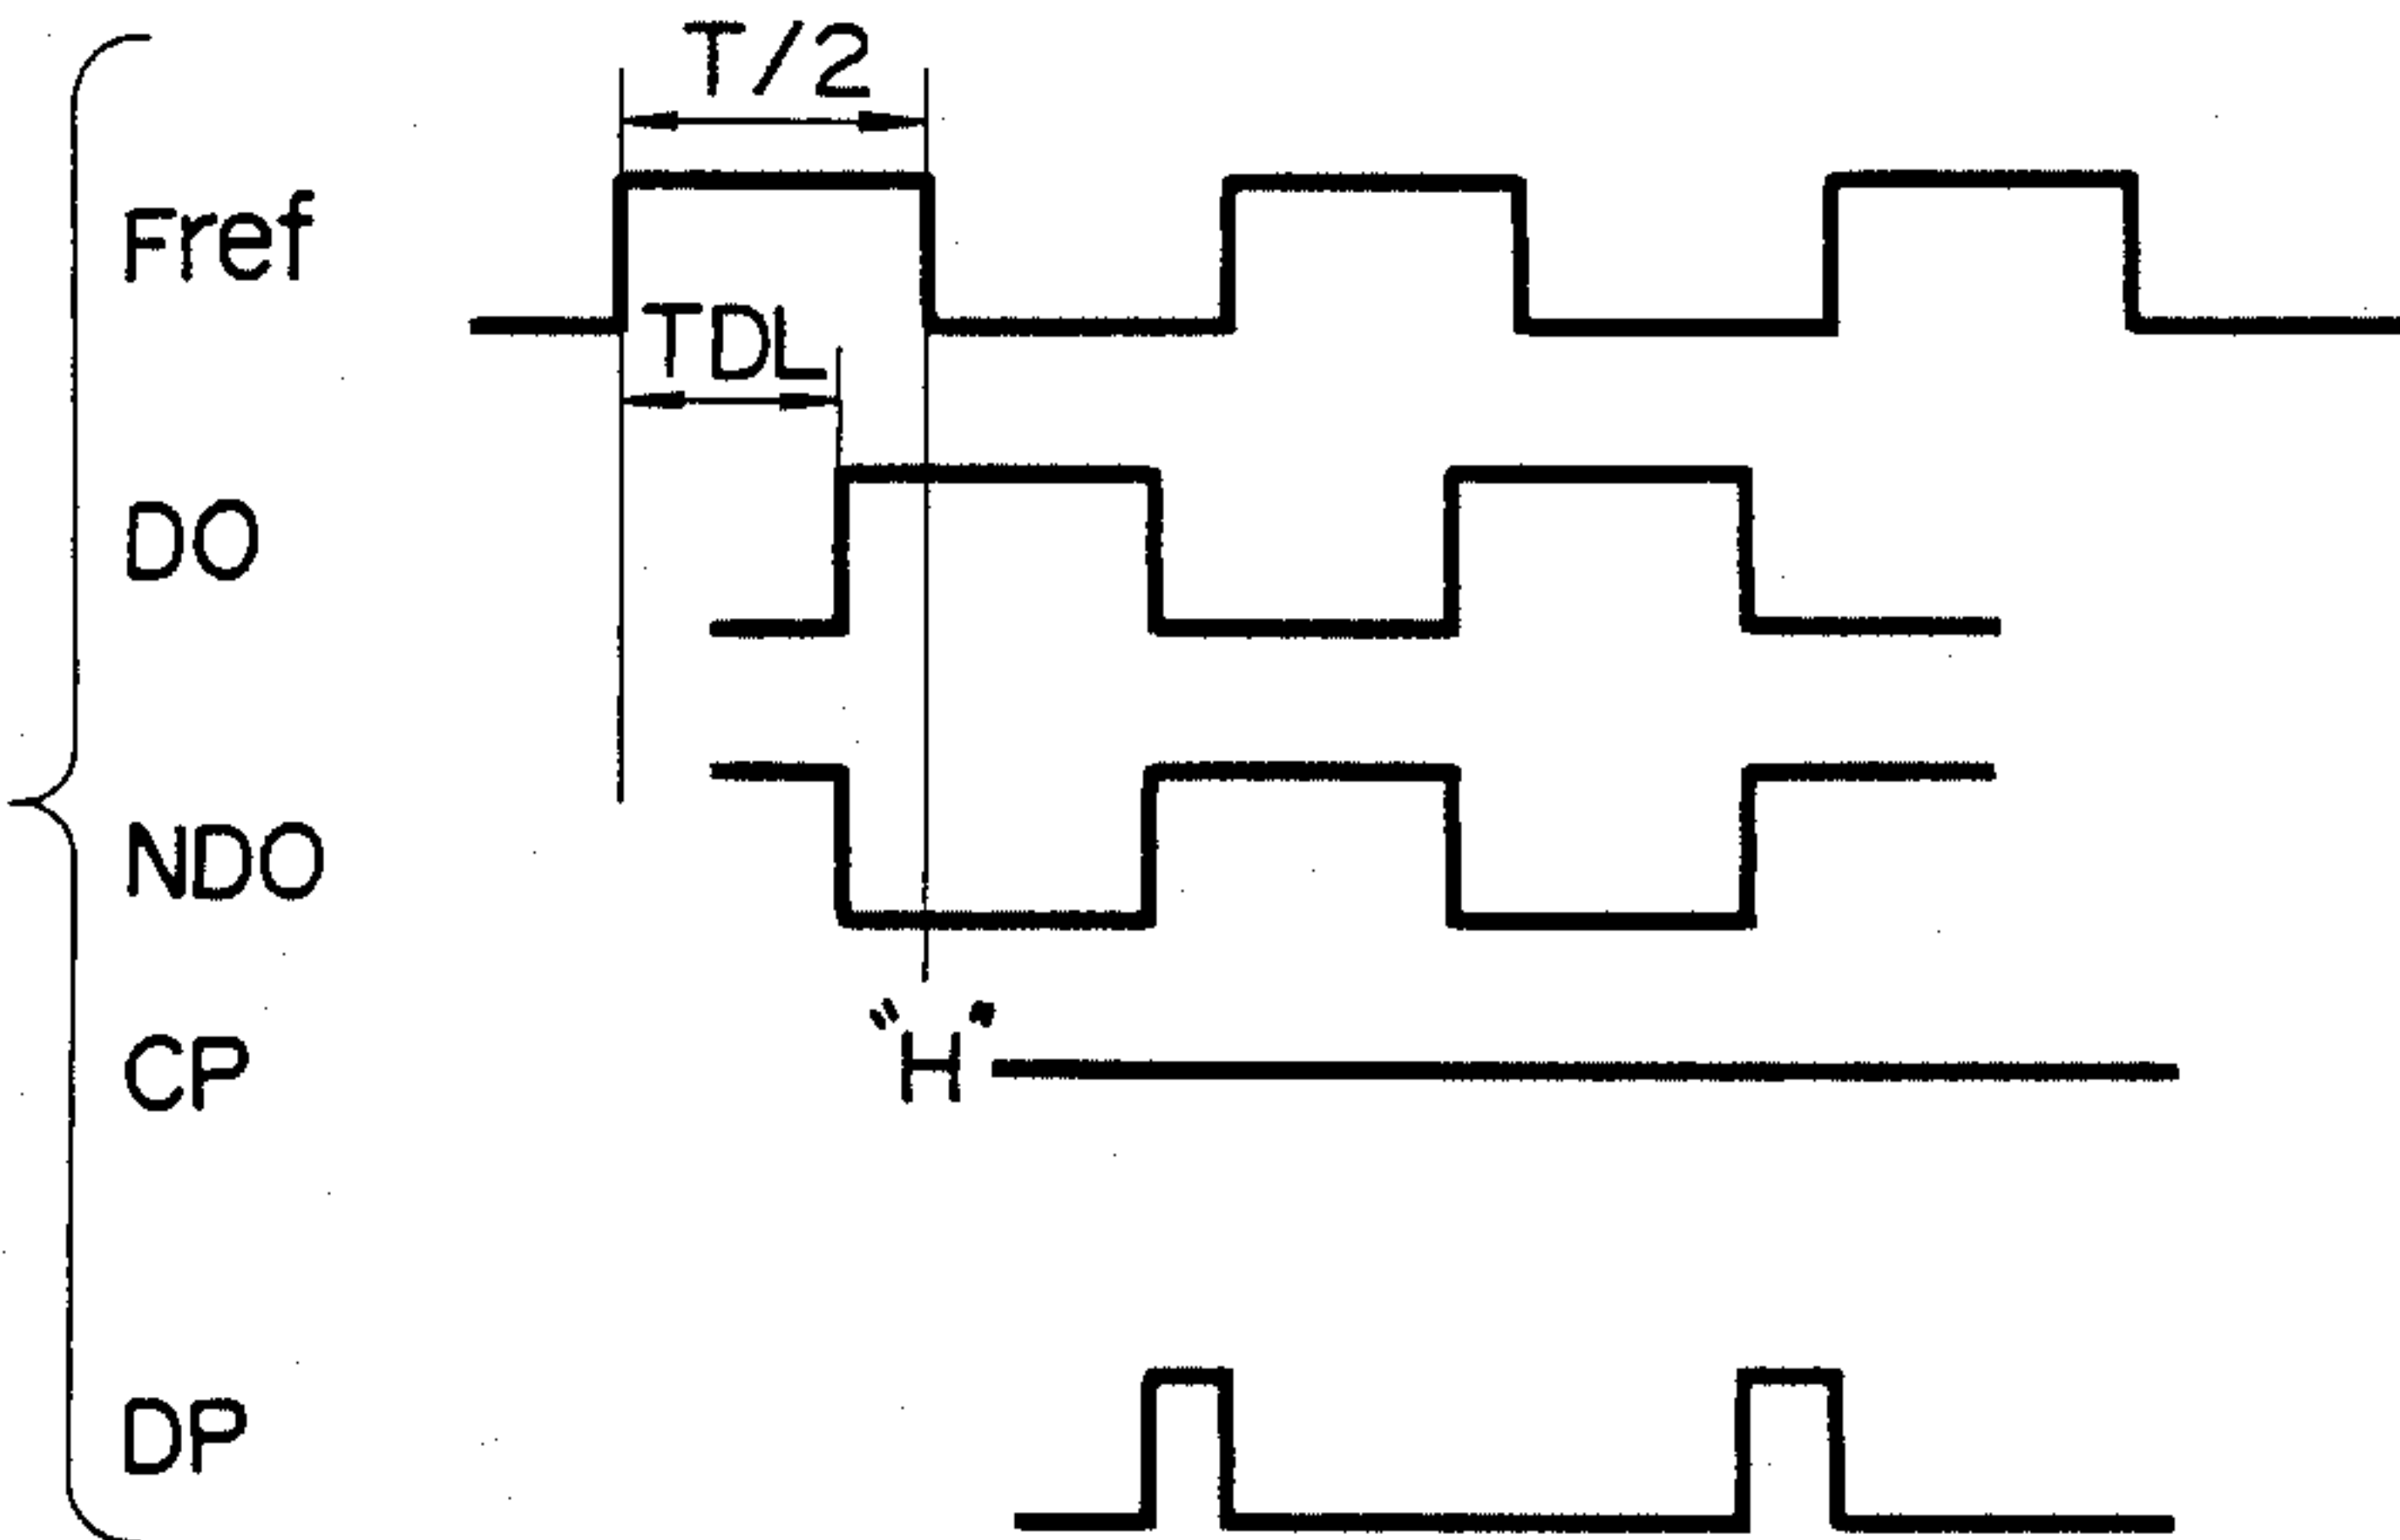 T/2
Fref
TDL
DO
NDO
CP
"H"
DP